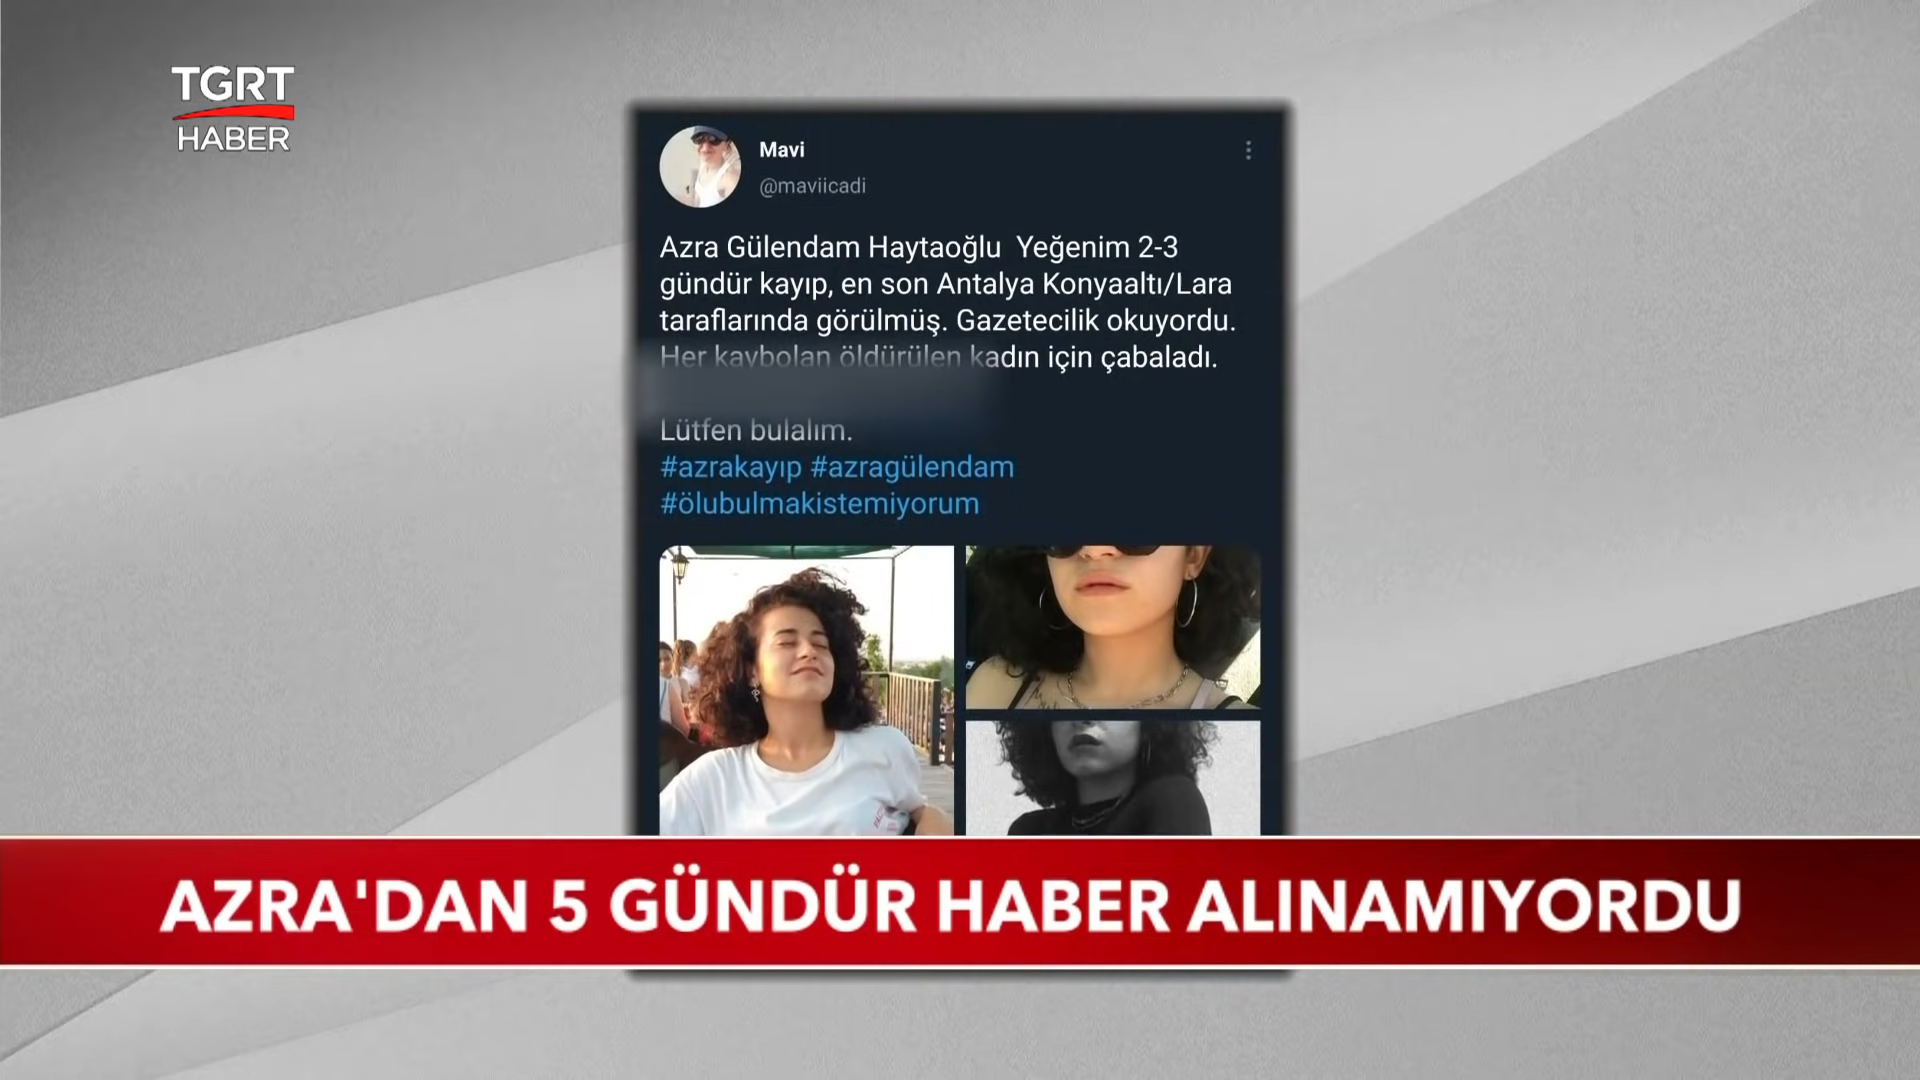 TGRT
HABER
Mavi
@maviicadi
Azra Gülendam Haytaoğlu  Yeğenim 2-3
gündür kayıp, en son Antalya Konyaaltı/Lara
taraflarında görülmüş. Gazetecilik okuyordu.
Her kaybolan öldürülen kadın için çabaladı.
Lütfen bulalım.
#azrakayıp #azragülendam
#ölubulmakistemiyorum
AZRA'DAN 5 GÜNDÜR HABER ALINAMIYORDU